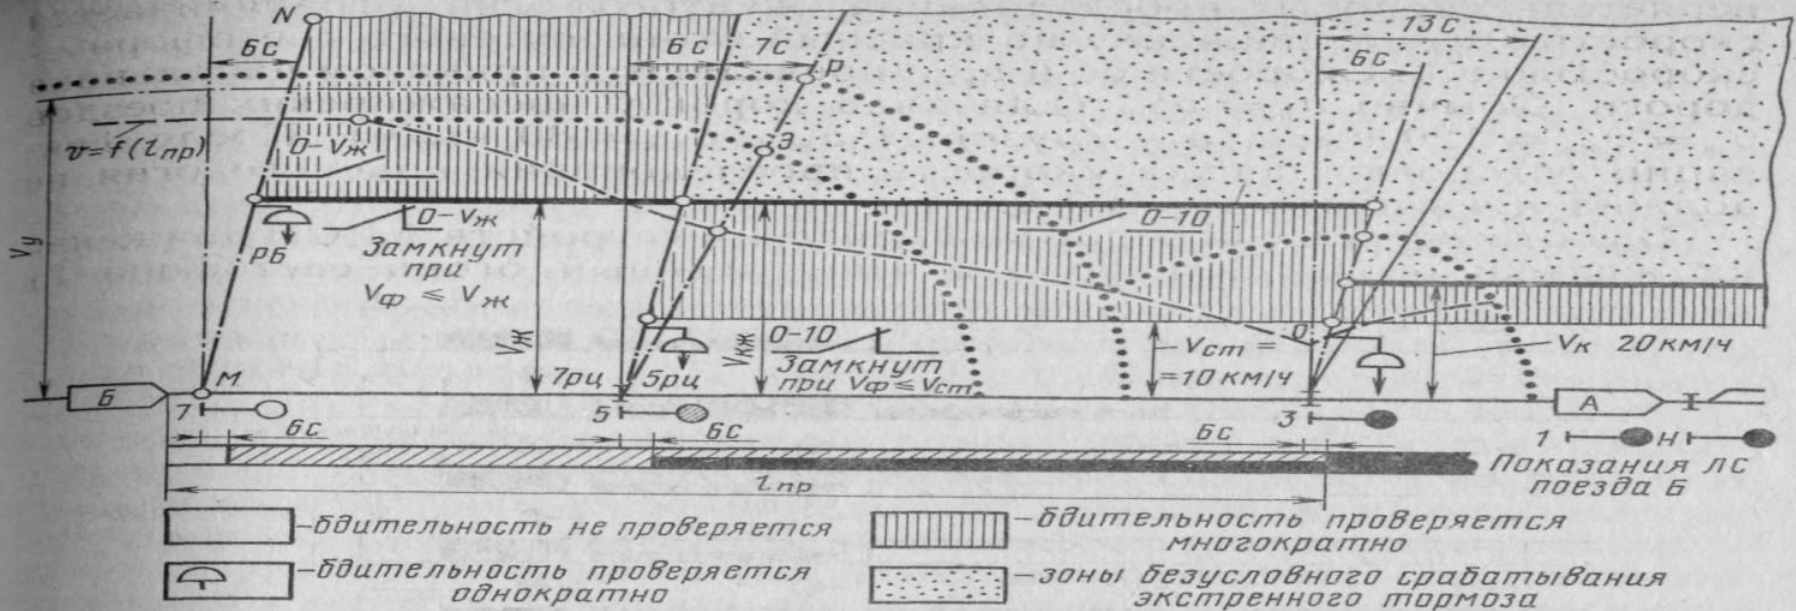 N
6с
6с
7с
13с
6с
Р
v=f(lпр)
0–Vж
Э
Vу
0–Vж
0–10
РБ
Замкнут
при
Vф ≤ Vж
Vж
Vкж
0–10
Замкнут
при Vф≤Vст
Vст =
=10 км/ч
Q
Vк 20 км/ч
Б
М
7рц
5рц
А
7
5
3
1
Н
6с
6с
6с
lпр
Показания ЛС
поезда Б
–бдительность не проверяется
–бдительность проверяется
многократно
–бдительность проверяется
однократно
–зоны безусловного срабатывания
экстренного тормоза